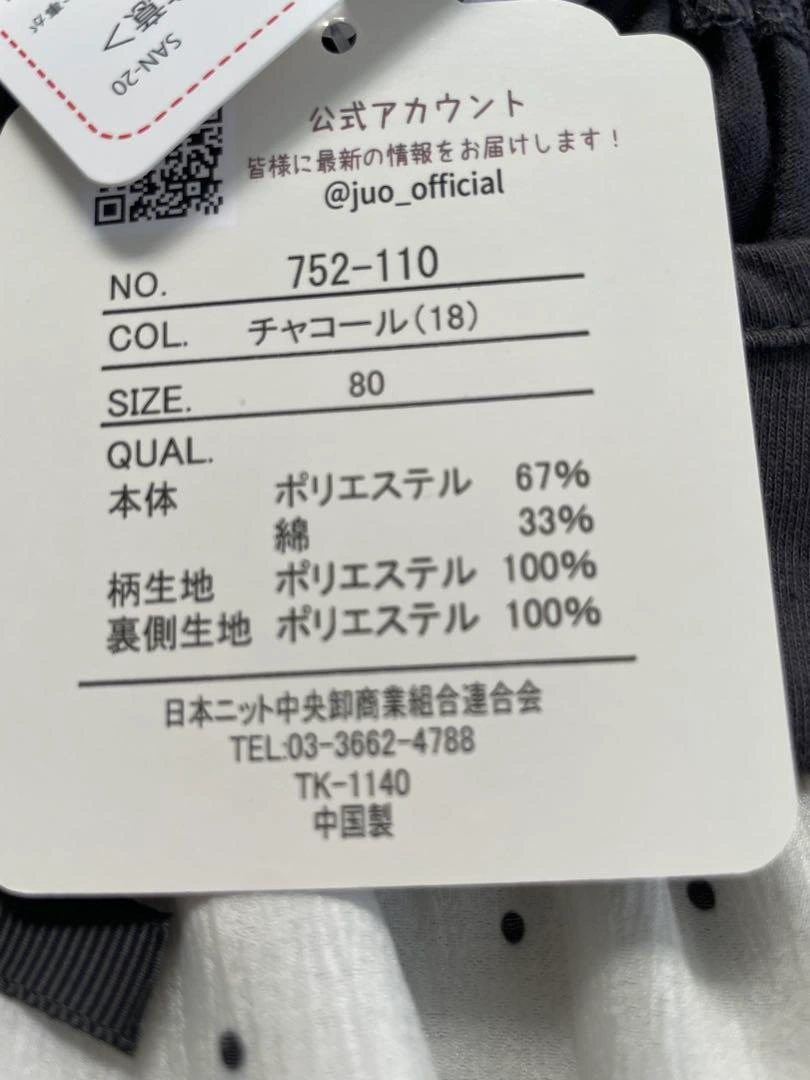 SAN-20
公式アカウント
皆様に最新の情報をお届けします！
@juo_official
NO. 752-110
COL. チャコール(18)
SIZE. 80
QUAL.
本体 ポリエステル 67%
綿 33%
柄生地 ポリエステル 100%
裏側生地 ポリエステル 100%
日本ニット中央卸商業組合連合会
TEL:03-3662-4788
TK-1140
中国製